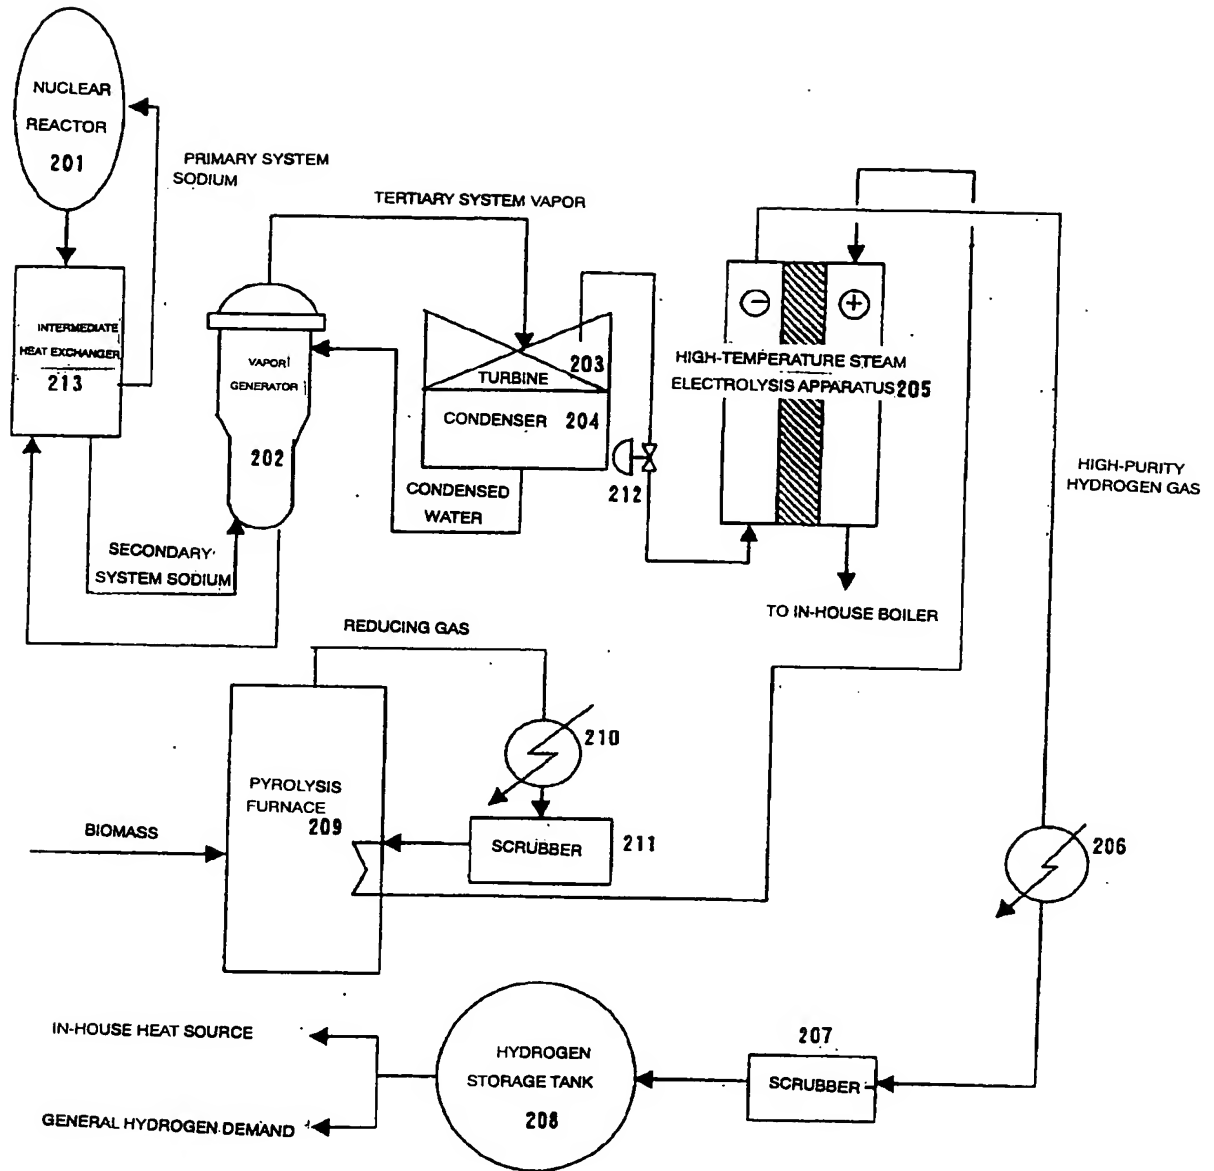 NUCLEAR
REACTOR
201
PRIMARY SYSTEM
SODIUM
TERTIARY SYSTEM VAPOR
INTERMEDIATE
HEAT EXCHANGER
213
VAPOR
GENERATOR
202
203
TURBINE
CONDENSER 204
CONDENSED
WATER
212
−
+
HIGH-TEMPERATURE STEAM
ELECTROLYSIS APPARATUS 205
HIGH-PURITY
HYDROGEN GAS
SECONDARY
SYSTEM SODIUM
TO IN-HOUSE BOILER
REDUCING GAS
210
PYROLYSIS
FURNACE
209
BIOMASS
SCRUBBER
211
206
IN-HOUSE HEAT SOURCE
GENERAL HYDROGEN DEMAND
HYDROGEN
STORAGE TANK
208
207
SCRUBBER